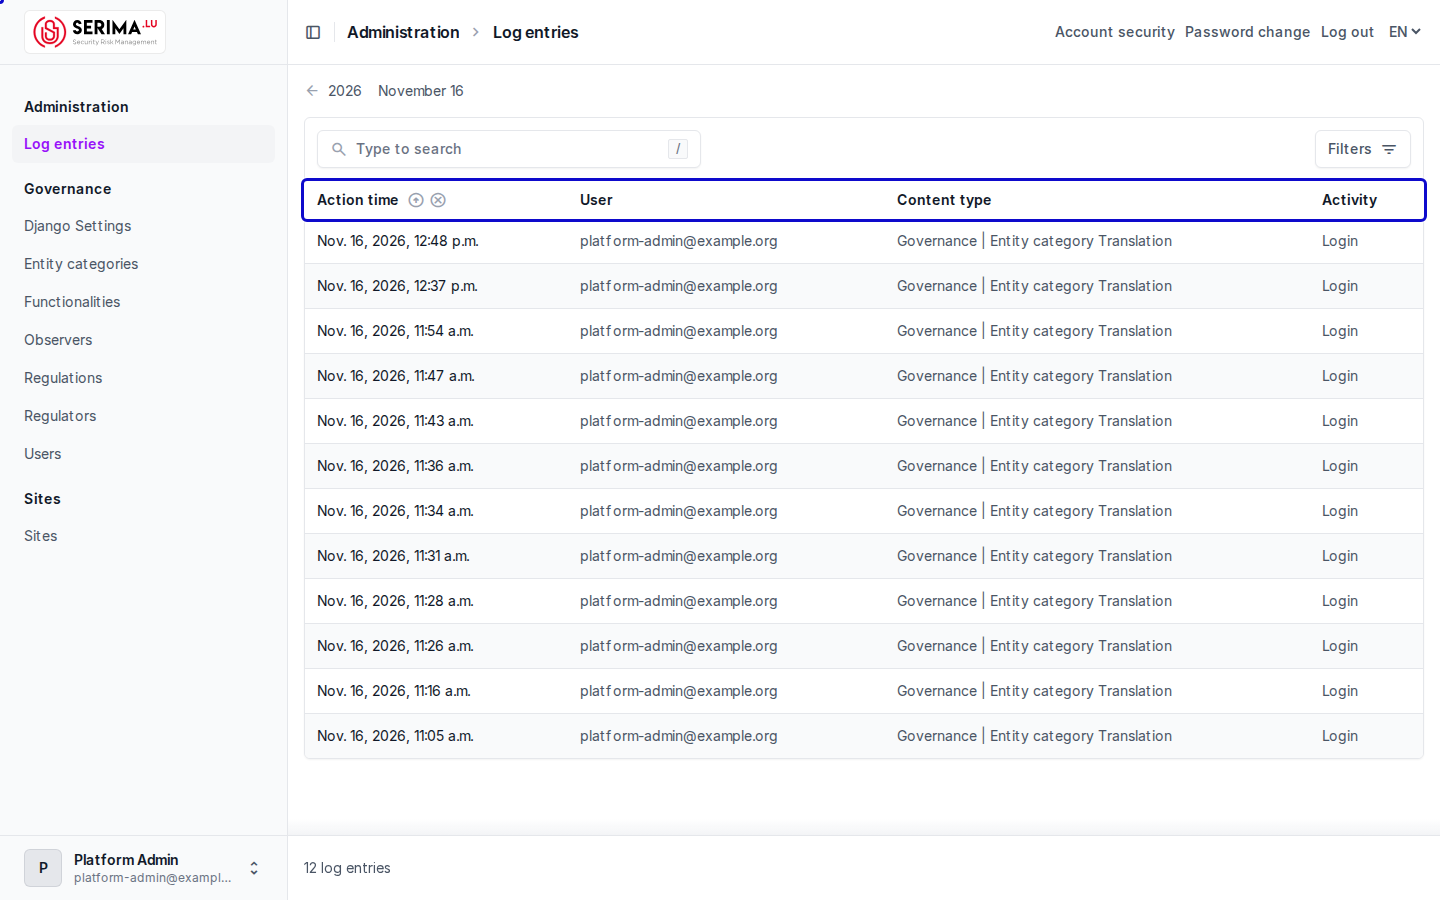 SERIMA.LU
Security Risk Management
Administration
Log entries
Governance
Django Settings
Entity categories
Functionalities
Observers
Regulations
Regulators
Users
Sites
Sites
P
Platform Admin
platform-admin@exampl...
Administration > Log entries
Account security Password change Log out EN
← 2026 November 16
Type to search /
Filters
Action time User Content type Activity
Nov. 16, 2026, 12:48 p.m. platform-admin@example.org Governance | Entity category Translation Login
Nov. 16, 2026, 12:37 p.m. platform-admin@example.org Governance | Entity category Translation Login
Nov. 16, 2026, 11:54 a.m. platform-admin@example.org Governance | Entity category Translation Login
Nov. 16, 2026, 11:47 a.m. platform-admin@example.org Governance | Entity category Translation Login
Nov. 16, 2026, 11:43 a.m. platform-admin@example.org Governance | Entity category Translation Login
Nov. 16, 2026, 11:36 a.m. platform-admin@example.org Governance | Entity category Translation Login
Nov. 16, 2026, 11:34 a.m. platform-admin@example.org Governance | Entity category Translation Login
Nov. 16, 2026, 11:31 a.m. platform-admin@example.org Governance | Entity category Translation Login
Nov. 16, 2026, 11:28 a.m. platform-admin@example.org Governance | Entity category Translation Login
Nov. 16, 2026, 11:26 a.m. platform-admin@example.org Governance | Entity category Translation Login
Nov. 16, 2026, 11:16 a.m. platform-admin@example.org Governance | Entity category Translation Login
Nov. 16, 2026, 11:05 a.m. platform-admin@example.org Governance | Entity category Translation Login
12 log entries